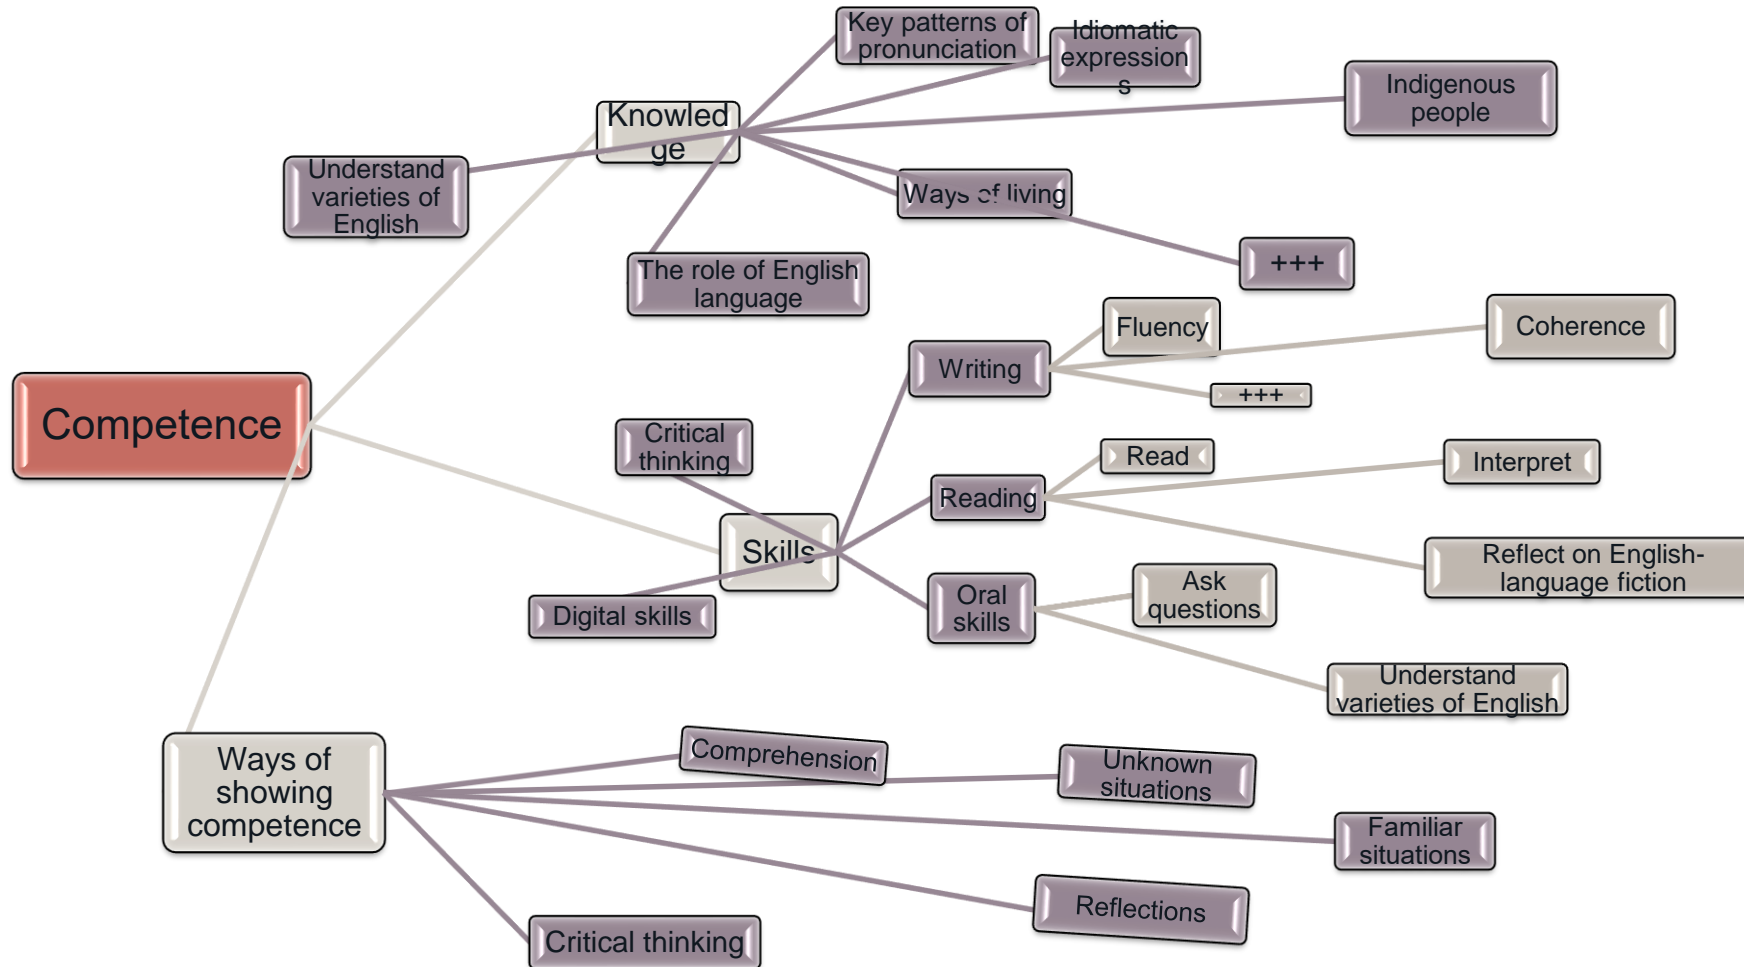 Key patterns of
pronunciation
Idiomatic
expression
s
Indigenous
people
Knowled
ge
Understand
varieties of
English
Ways of living
The role of English
language
+++
Fluency
Coherence
Writing
+++
Competence
Critical
thinking
Read
Interpret
Reading
Skills
Reflect on English-
language fiction
Digital skills
Oral
skills
Ask
questions
Understand
varieties of English
Ways of
showing
competence
Comprehension
Unknown
situations
Familiar
situations
Reflections
Critical thinking